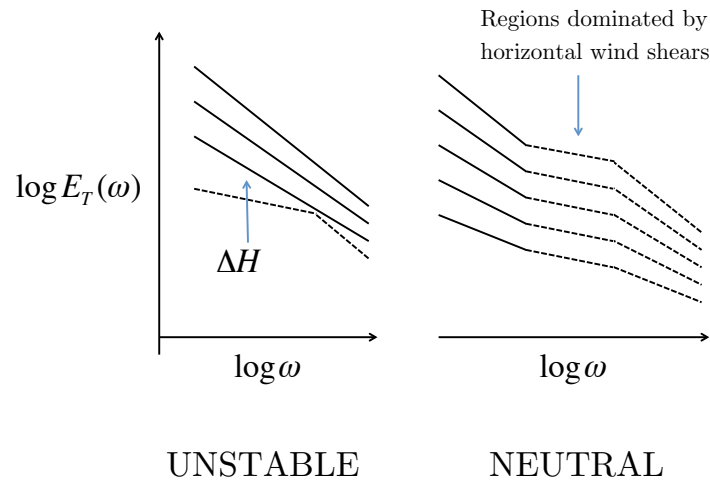 Regions dominated by
horizontal wind shears
log E_T(ω)
ΔH
log ω
log ω
UNSTABLE
NEUTRAL